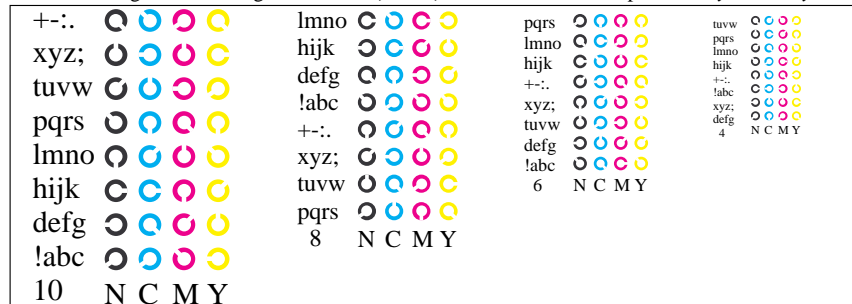 +-:.
xyz;
tuvw
pqrs
lmno
hijk
defg
!abc
10 N C M Y
lmno
hijk
defg
!abc
+-:.
xyz;
tuvw
pqrs
8 N C M Y
pqrs
lmno
hijk
+-:.
xyz;
tuvw
defg
!abc
6 N C M Y
tuvw
pqrs
lmno
hijk
+-:.
!abc
xyz;
defg
4 N C M Y